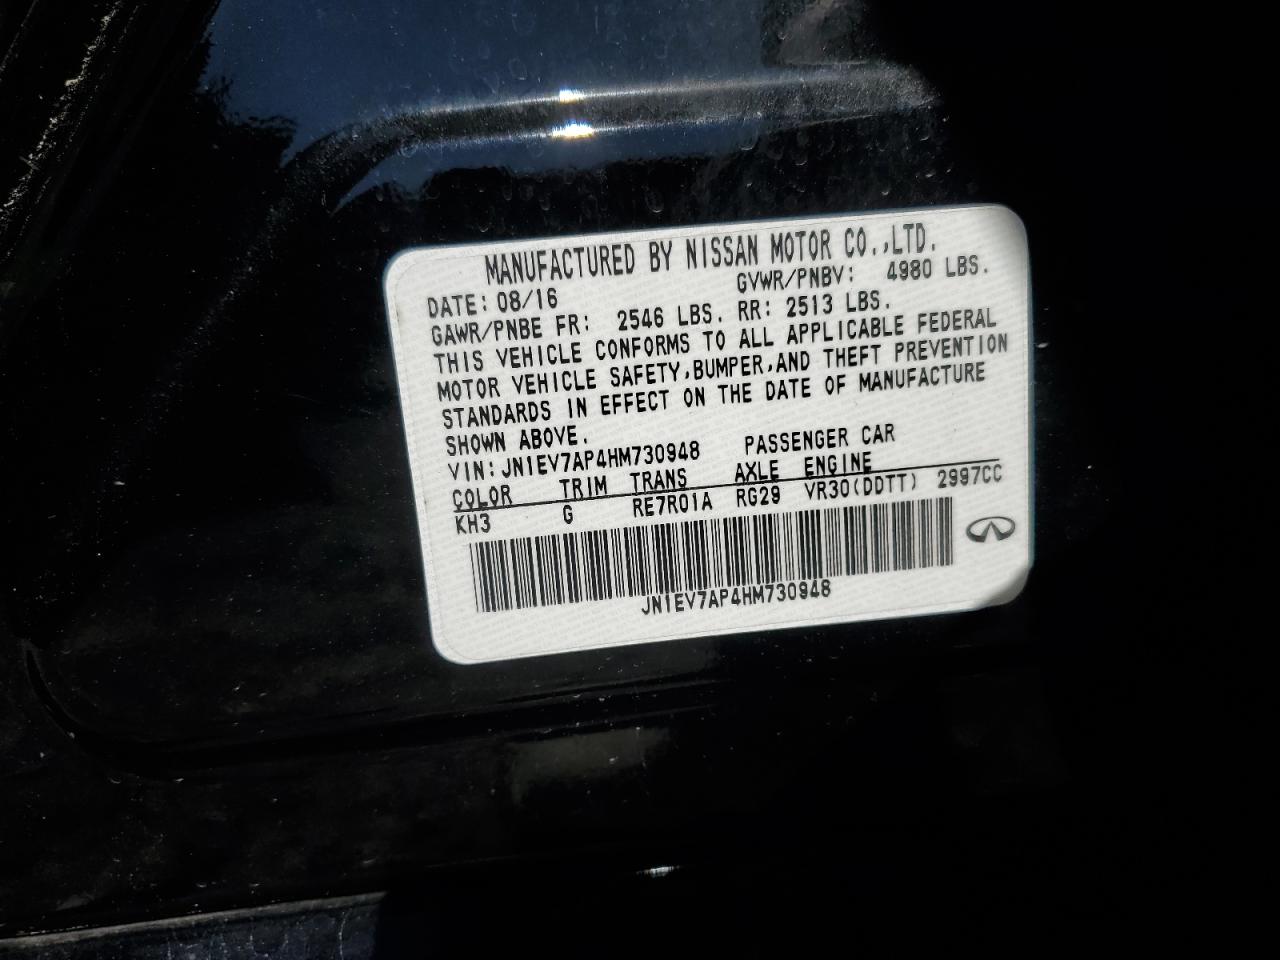 MANUFACTURED BY NISSAN MOTOR CO.,LTD.
DATE: 08/16 GVWR/PNBV: 4980 LBS.
GAWR/PNBE FR: 2546 LBS. RR: 2513 LBS.
THIS VEHICLE CONFORMS TO ALL APPLICABLE FEDERAL
MOTOR VEHICLE SAFETY,BUMPER,AND THEFT PREVENTION
STANDARDS IN EFFECT ON THE DATE OF MANUFACTURE
SHOWN ABOVE.
VIN: JN1EV7AP4HM730948 PASSENGER CAR
COLOR TRIM TRANS AXLE ENGINE
KH3 G RE7R01A RG29 VR30(DDTT) 2997CC
JN1EV7AP4HM730948